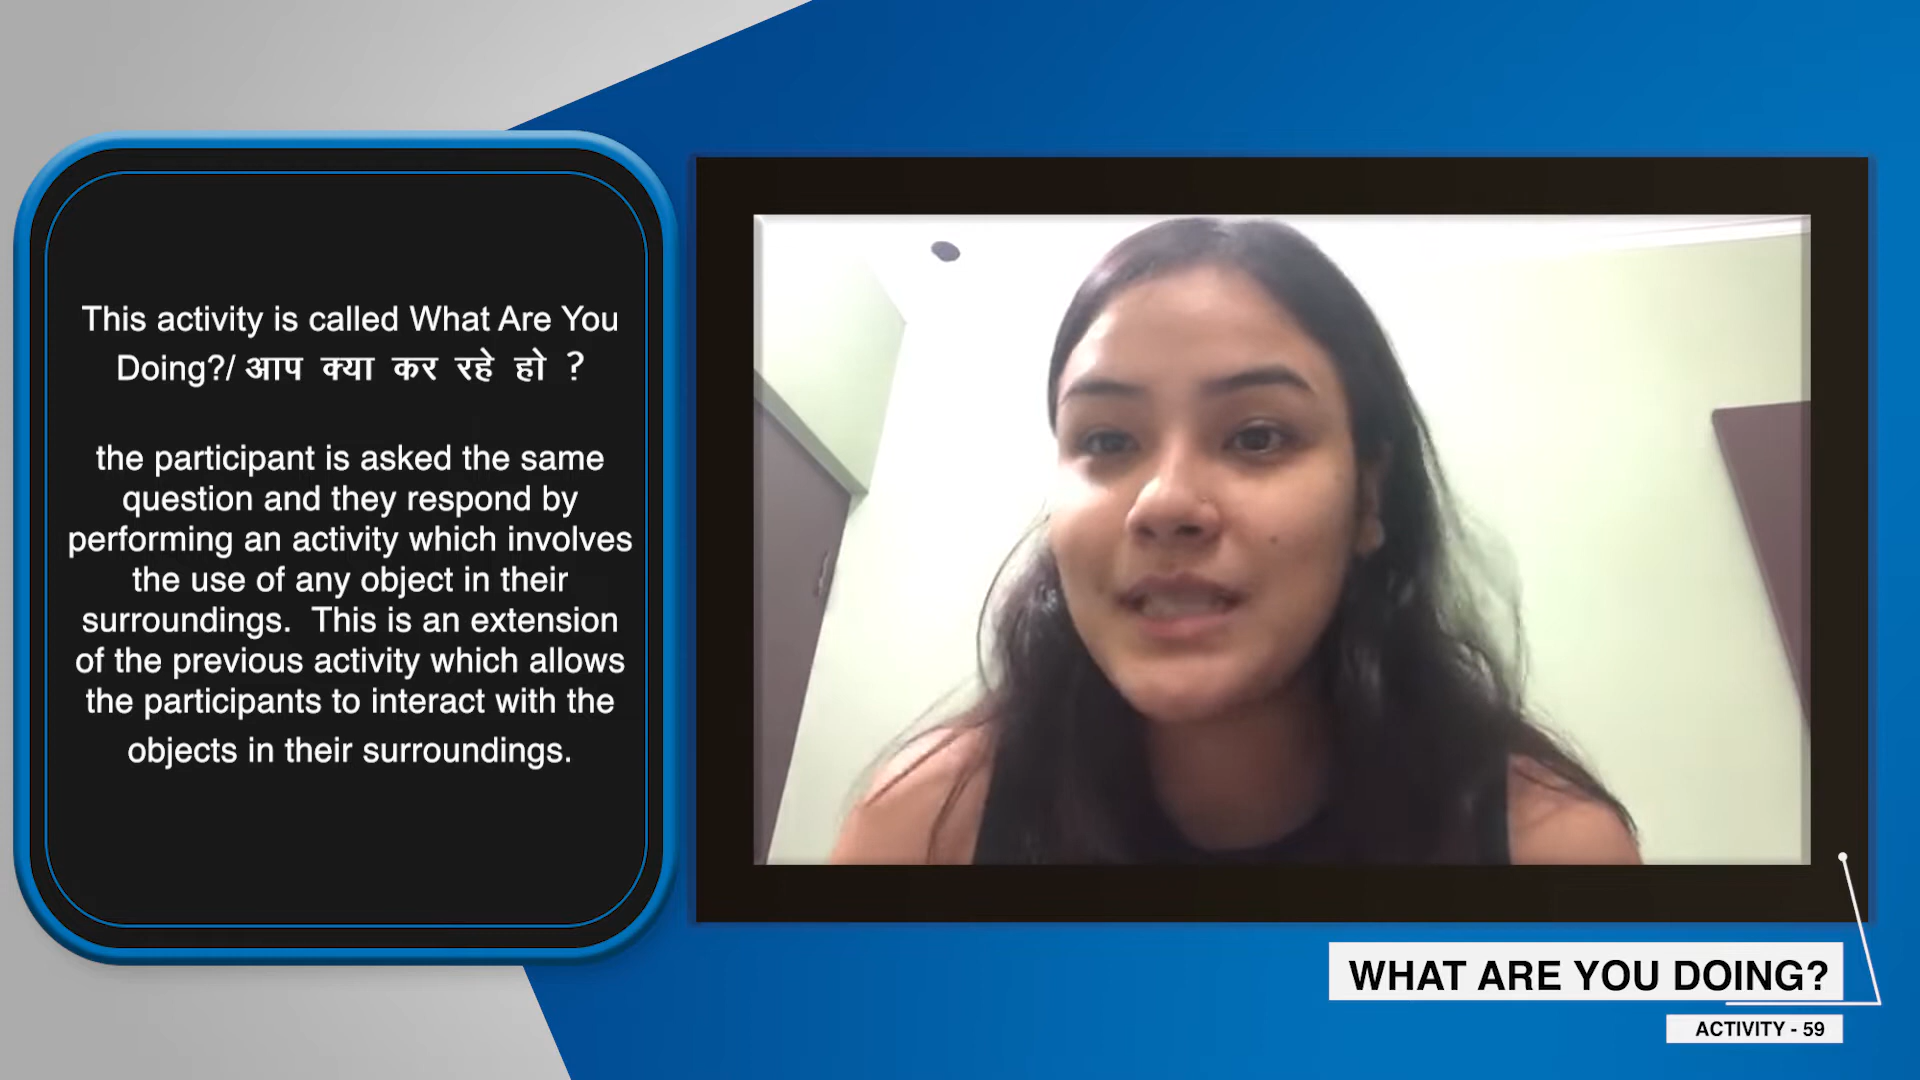 This activity is called What Are You
Doing?/ आप क्या कर रहे हो ?
the participant is asked the same
question and they respond by
performing an activity which involves
the use of any object in their
surroundings.  This is an extension
of the previous activity which allows
the participants to interact with the
objects in their surroundings.
WHAT ARE YOU DOING?
ACTIVITY - 59